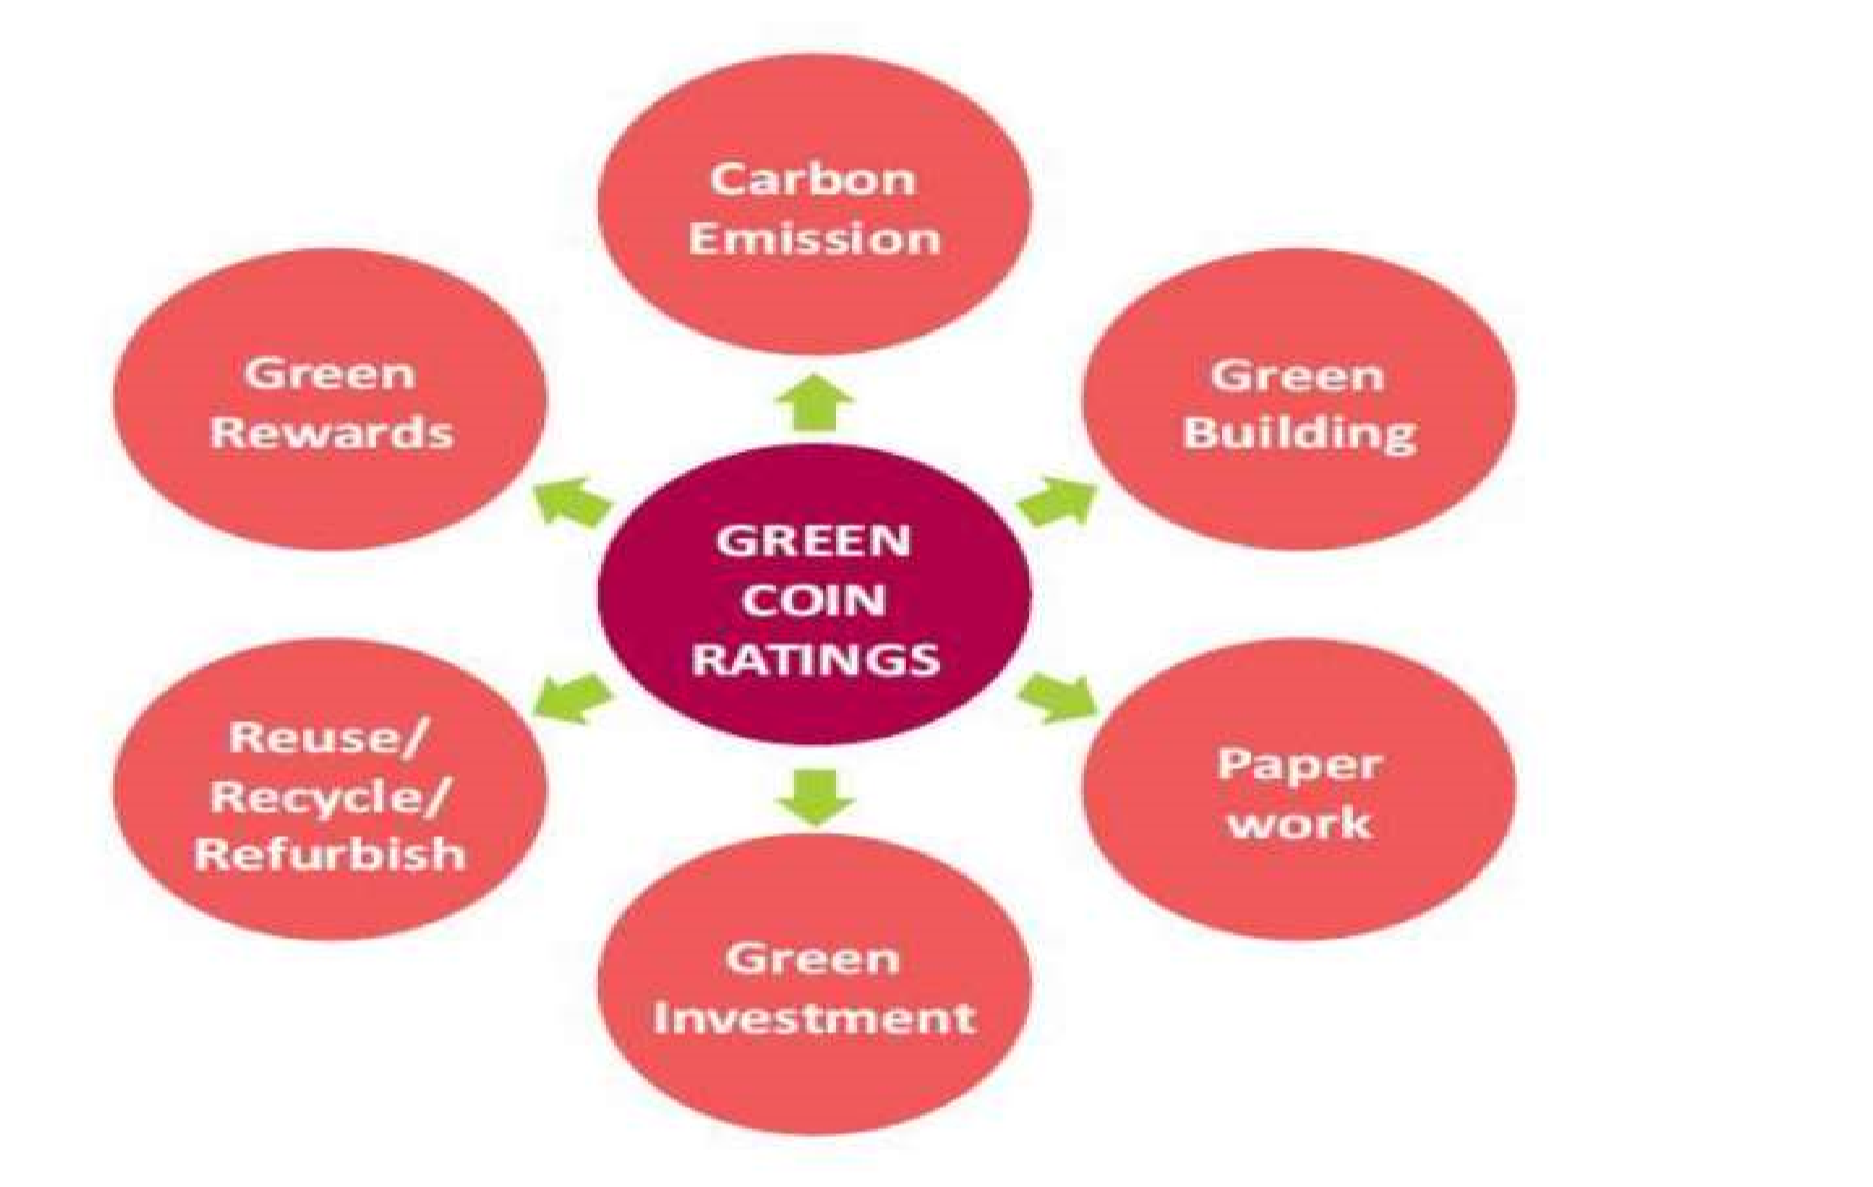 Carbon
Emission
Green
Rewards
Green
Building
GREEN
COIN
RATINGS
Reuse/
Recycle/
Refurbish
Paper
work
Green
Investment